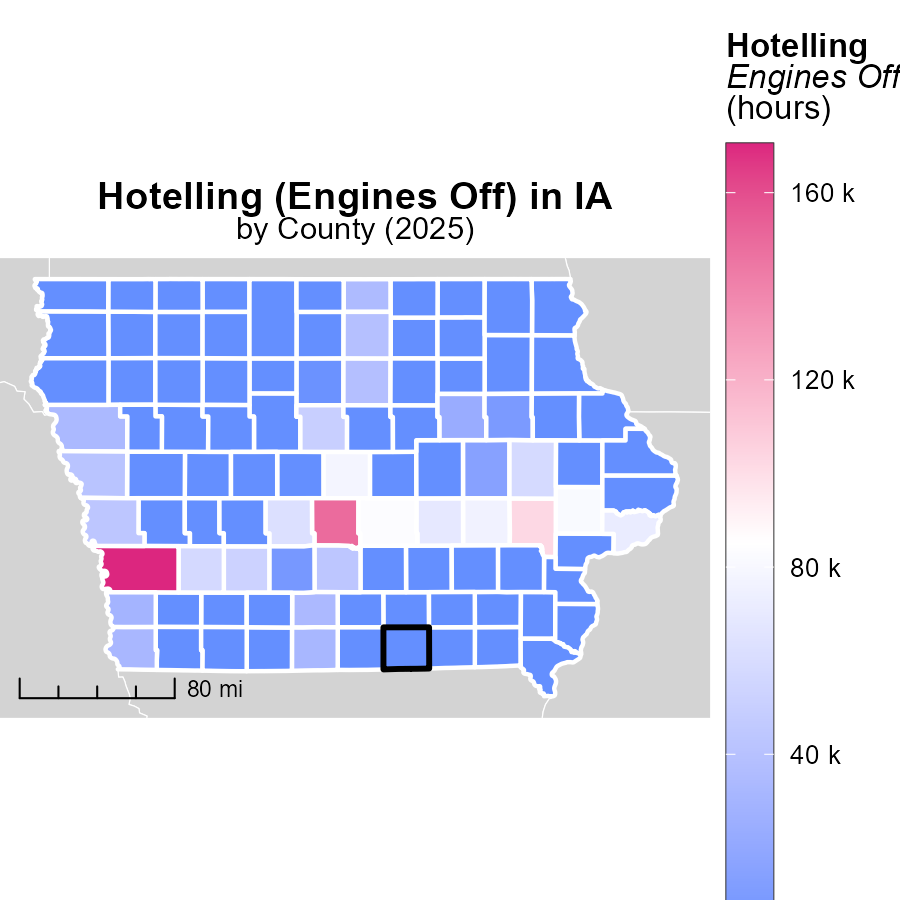 Hotelling
Engines Off
(hours)
Hotelling (Engines Off) in IA
by County (2025)
160 k
120 k
80 k
40 k
80 mi